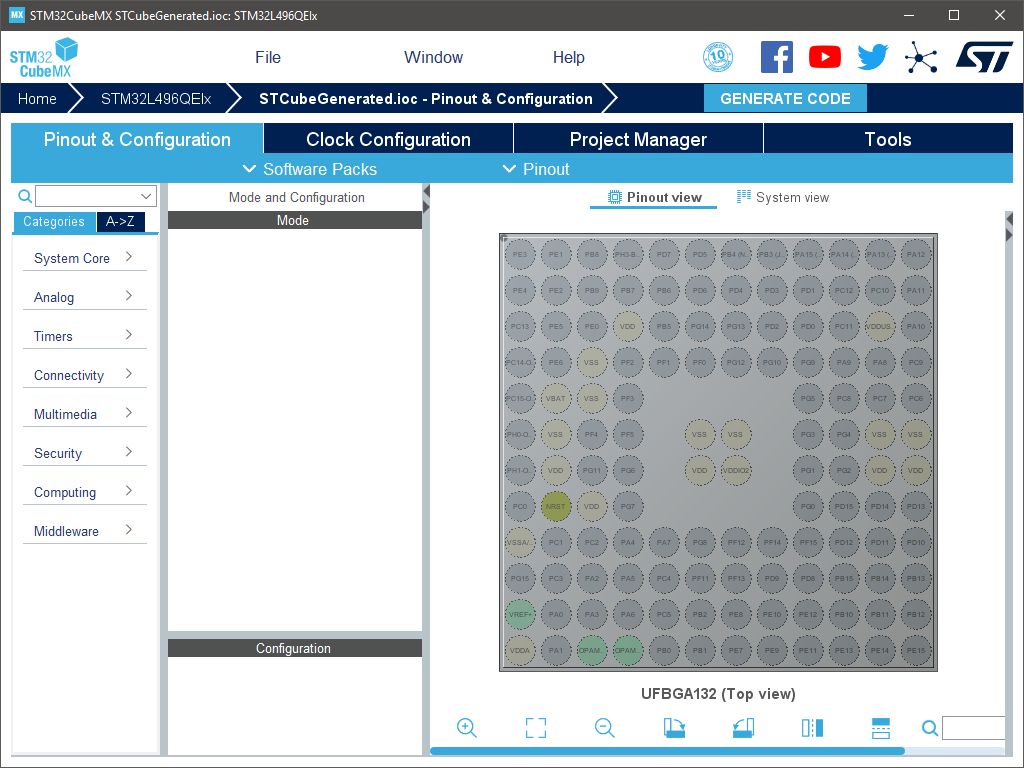 MX STM32CubeMX STCubeGenerated.ioc: STM32L496QEIx
STM32 CubeMX File Window Help 10 ST
Home STM32L496QEIx STCubeGenerated.ioc - Pinout & Configuration GENERATE CODE
Pinout & Configuration Clock Configuration Project Manager Tools
Software Packs Pinout
Mode and Configuration Pinout view System view
Categories A->Z Mode
System Core
Analog
Timers
Connectivity
Multimedia
Security
Computing
Middleware
Configuration
PE3 PE1 PB8 PH3-B... PD7 PD5 PB4 (N... PB3 (J... PA15 (... PA14 (... PA13 (... PA12
PE4 PE2 PB9 PB7 PB6 PD6 PD4 PD3 PD1 PC12 PC10 PA11
PC13 PE5 PE0 VDD PB5 PG14 PG13 PD2 PD0 PC11 VDDUS... PA10
PC14-O... PE6 VSS PF2 PF1 PF0 PG12 PG10 PG9 PA9 PA8 PC9
PC15-O... VBAT VSS PF3 PG5 PC8 PC7 PC6
PH0-O... VSS PF4 PF5 VSS VSS PG3 PG4 VSS VSS
PH1-O... VDD PG11 PG6 VDD VDDIO2 PG1 PG2 VDD VDD
PC0 NRST VDD PG7 PG0 PD15 PD14 PD13
VSSA/... PC1 PC2 PA4 PA7 PG8 PF12 PF14 PF15 PD12 PD11 PD10
PG15 PC3 PA2 PA5 PC4 PF11 PF13 PD9 PD8 PB15 PB14 PB13
VREF+ PA0 PA3 PA6 PC5 PB2 PE8 PE10 PE12 PB10 PB11 PB12
VDDA PA1 OPAM... OPAM... PB0 PB1 PE7 PE9 PE11 PE13 PE14 PE15
UFBGA132 (Top view)